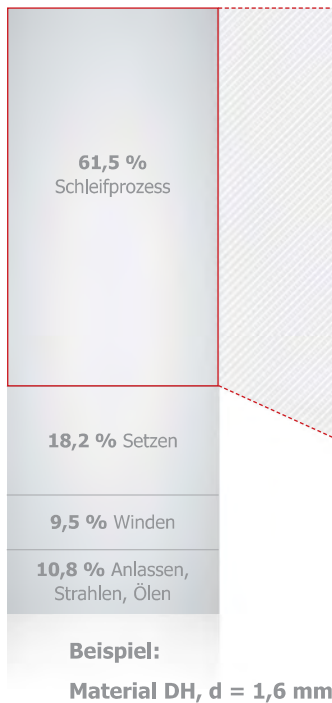 61,5 %
Schleifprozess
18,2 % Setzen
9,5 % Winden
10,8 % Anlassen,
Strahlen, Ölen
Beispiel:
Material DH, d = 1,6 mm